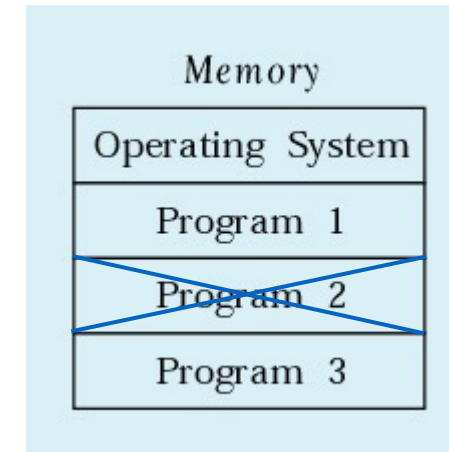 Memory
Operating System
Program 1
Program 2
Program 3